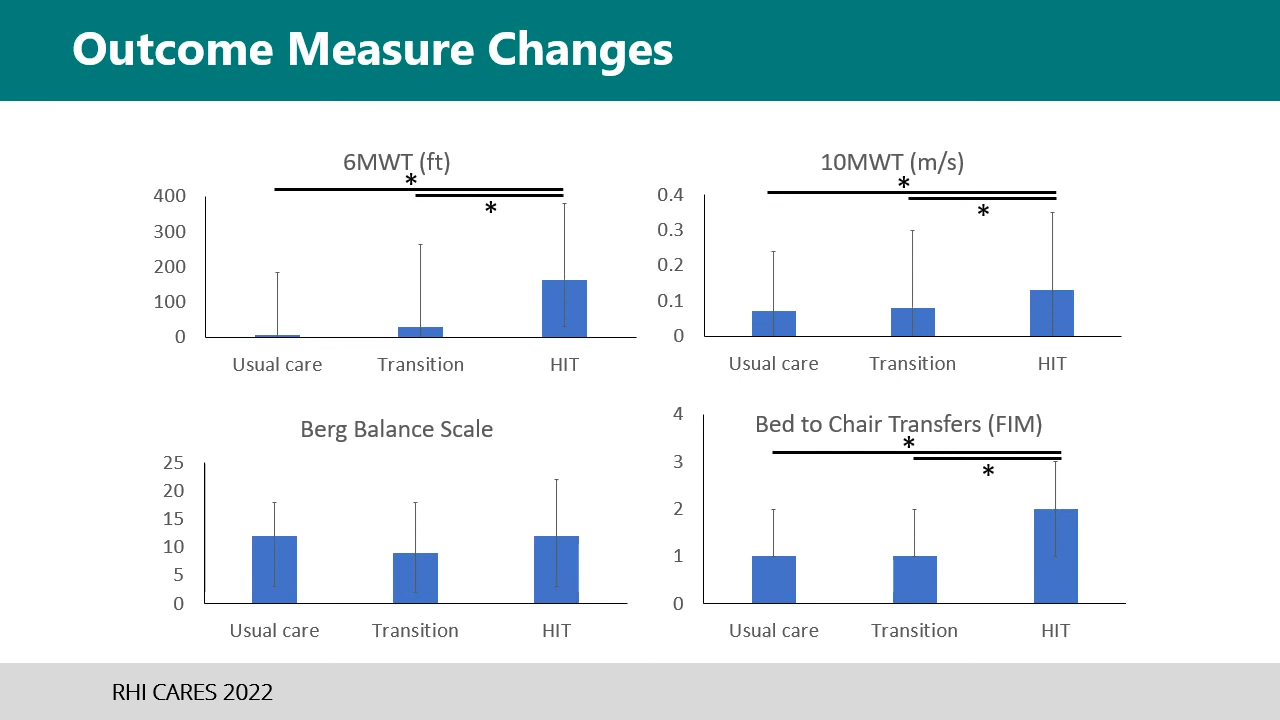 Outcome Measure Changes
6MWT (ft)
*
*
400
300
200
100
0
Usual care Transition HIT
10MWT (m/s)
*
*
0.4
0.3
0.2
0.1
0
Usual care Transition HIT
Berg Balance Scale
25
20
15
10
5
0
Usual care Transition HIT
Bed to Chair Transfers (FIM)
*
*
4
3
2
1
0
Usual care Transition HIT
RHI CARES 2022